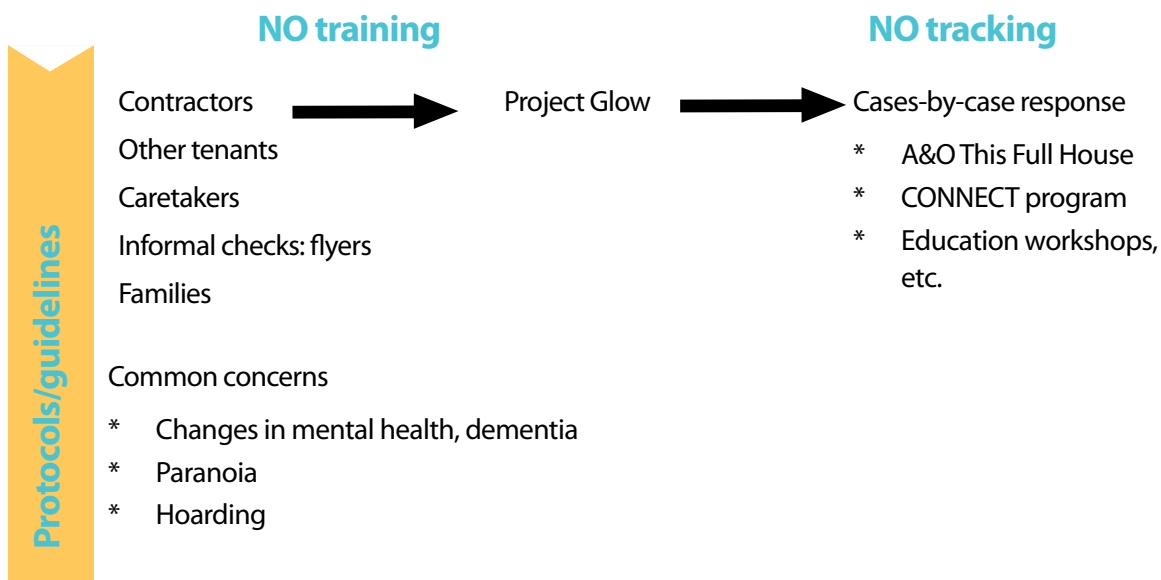 NO training
NO tracking
Protocols/guidelines
Contractors
Other tenants
Caretakers
Informal checks: flyers
Families
Project Glow
Cases-by-case response
* A&O This Full House
* CONNECT program
* Education workshops,
etc.
Common concerns
* Changes in mental health, dementia
* Paranoia
* Hoarding